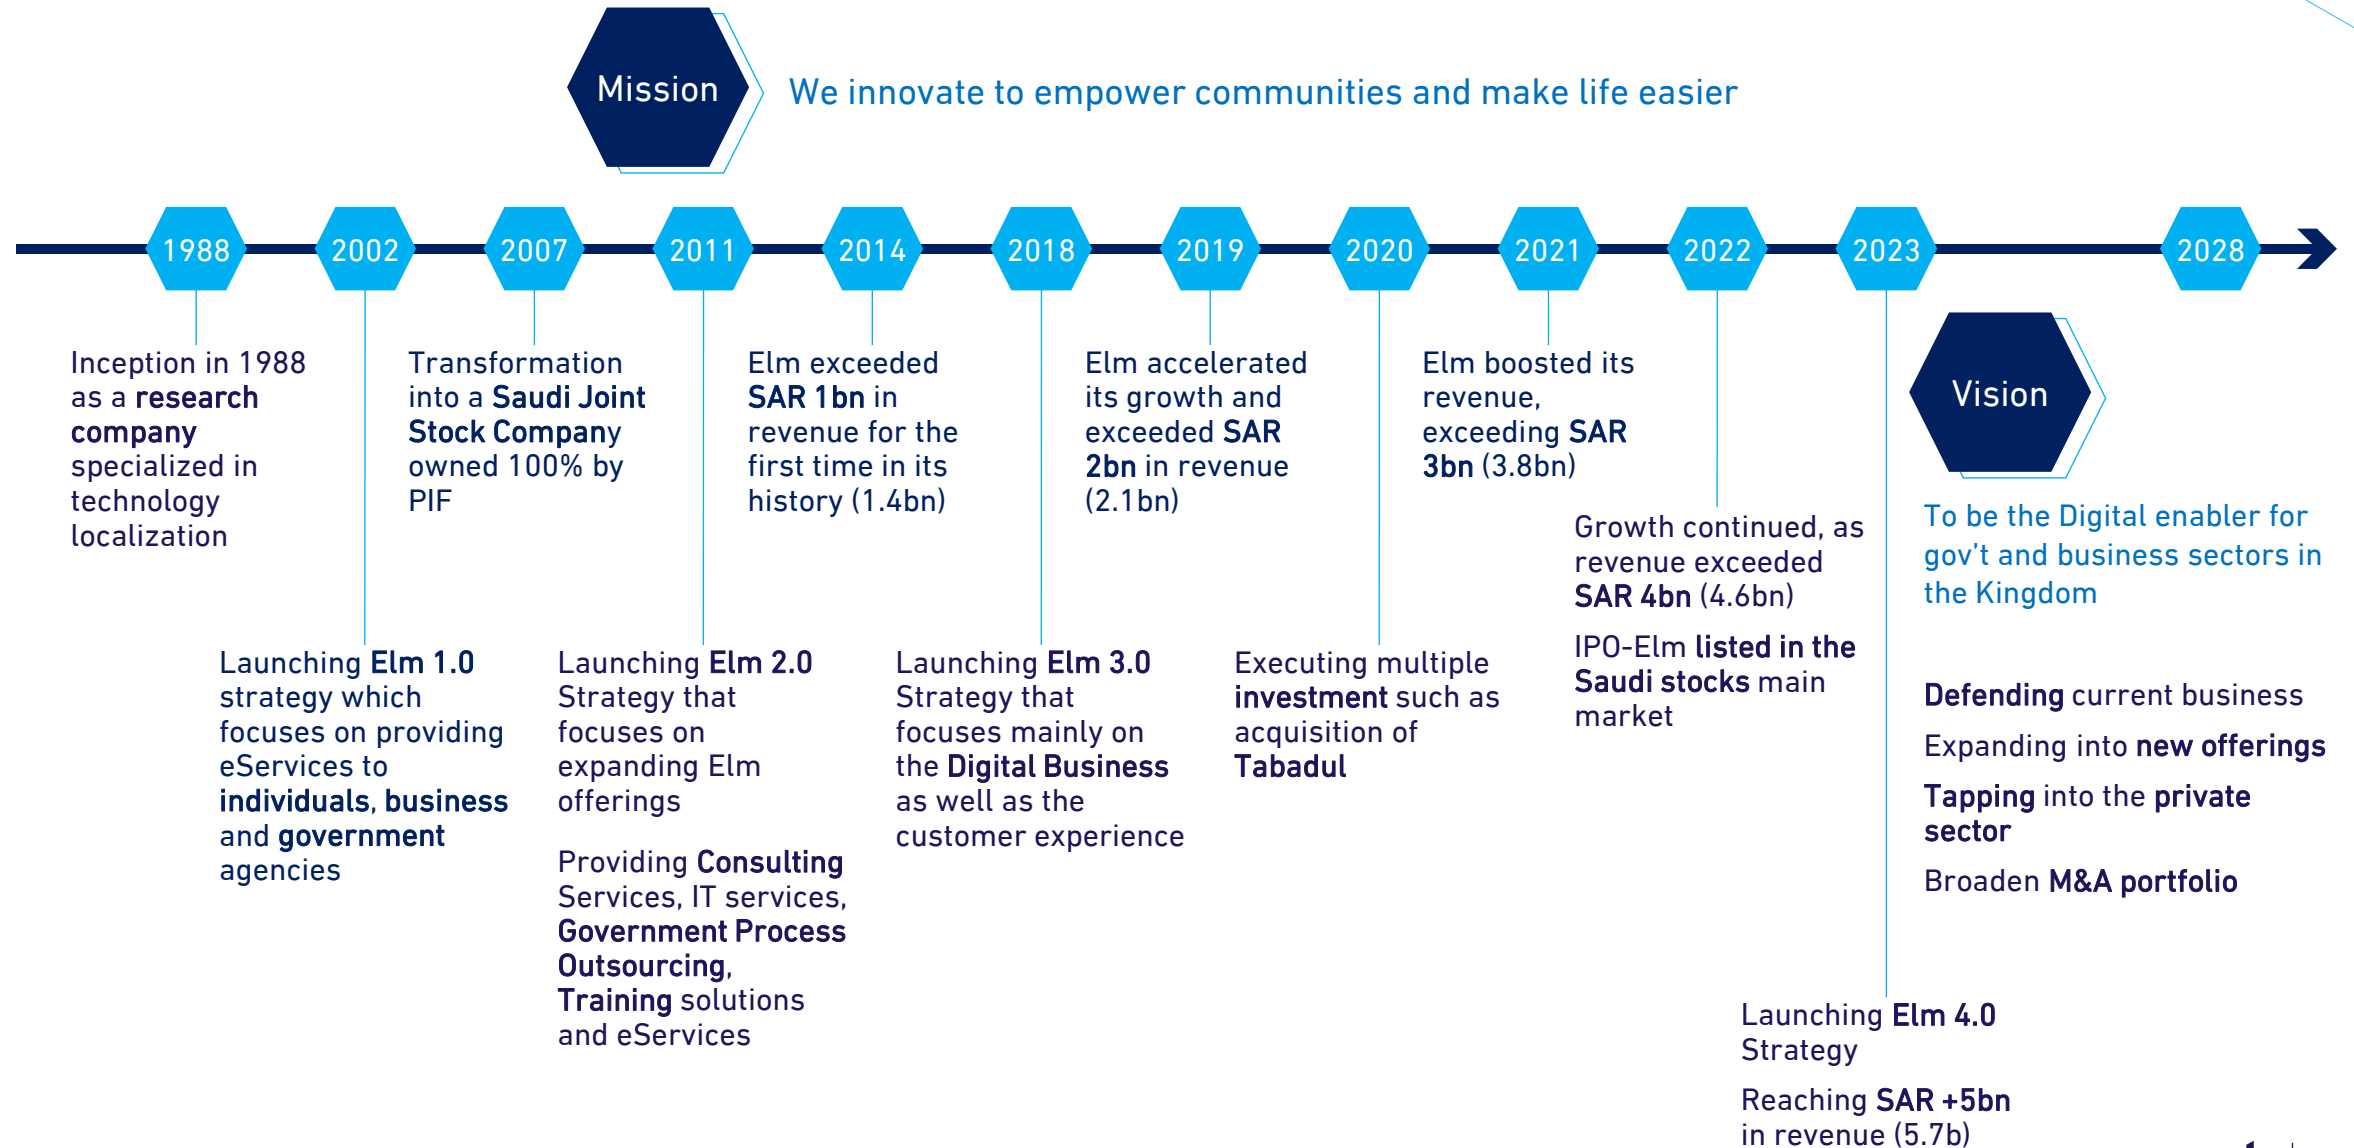 Mission
We innovate to empower communities and make life easier
1988
2002
2007
2011
2014
2018
2019
2020
2021
2022
2023
2028
Inception in 1988
as a research
company
specialized in
technology
localization
Launching Elm 1.0
strategy which
focuses on providing
eServices to
individuals, business
and government
agencies
Transformation
into a Saudi Joint
Stock Company
owned 100% by
PIF
Launching Elm 2.0
Strategy that
focuses on
expanding Elm
offerings
Providing Consulting
Services, IT services,
Government Process
Outsourcing,
Training solutions
and eServices
Elm exceeded
SAR 1bn in
revenue for the
first time in its
history (1.4bn)
Launching Elm 3.0
Strategy that
focuses mainly on
the Digital Business
as well as the
customer experience
Elm accelerated
its growth and
exceeded SAR
2bn in revenue
(2.1bn)
Executing multiple
investment such as
acquisition of
Tabadul
Elm boosted its
revenue,
exceeding SAR
3bn (3.8bn)
Growth continued, as
revenue exceeded
SAR 4bn (4.6bn)
IPO-Elm listed in the
Saudi stocks main
market
Launching Elm 4.0
Strategy
Reaching SAR +5bn
in revenue (5.7b)
Vision
To be the Digital enabler for
gov't and business sectors in
the Kingdom
Defending current business
Expanding into new offerings
Tapping into the private
sector
Broaden M&A portfolio